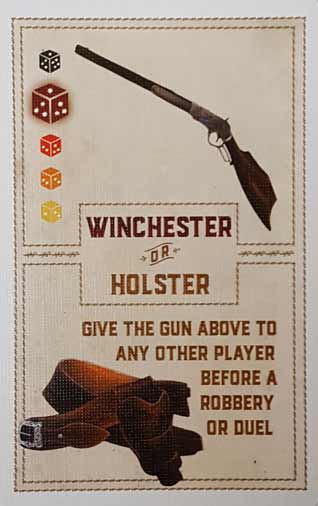 WINCHESTER
OR
HOLSTER
GIVE THE GUN ABOVE TO
ANY OTHER PLAYER
BEFORE A
ROBBERY
OR DUEL